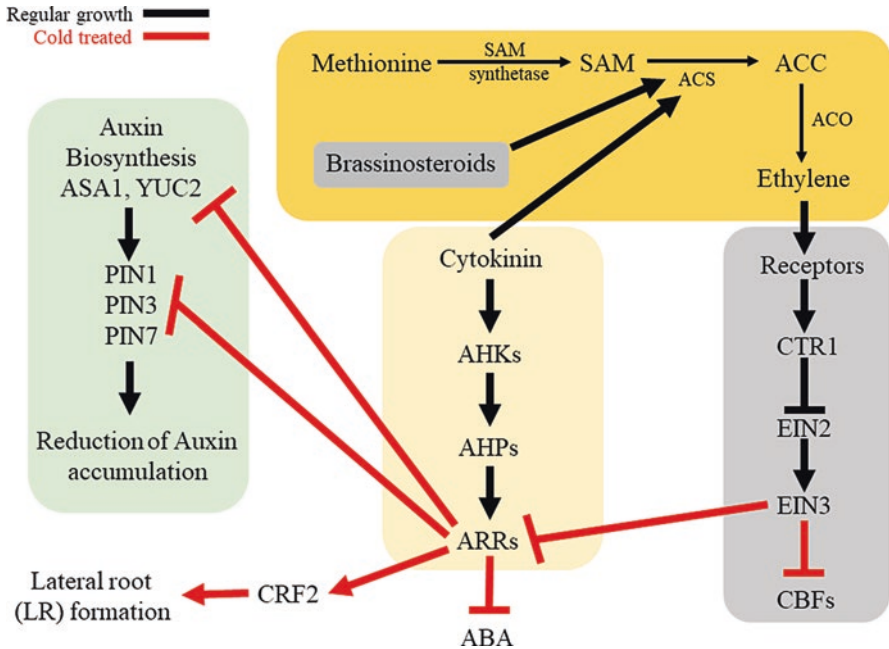 Regular growth
Cold treated
Methionine
SAM
synthetase
SAM
ACS
ACC
ACO
Brassinosteroids
Ethylene
Auxin
Biosynthesis
ASA1, YUC2
PIN1
PIN3
PIN7
Reduction of Auxin
accumulation
Cytokinin
AHKs
AHPs
ARRs
Receptors
CTR1
EIN2
EIN3
CBFs
Lateral root
(LR) formation
CRF2
ABA